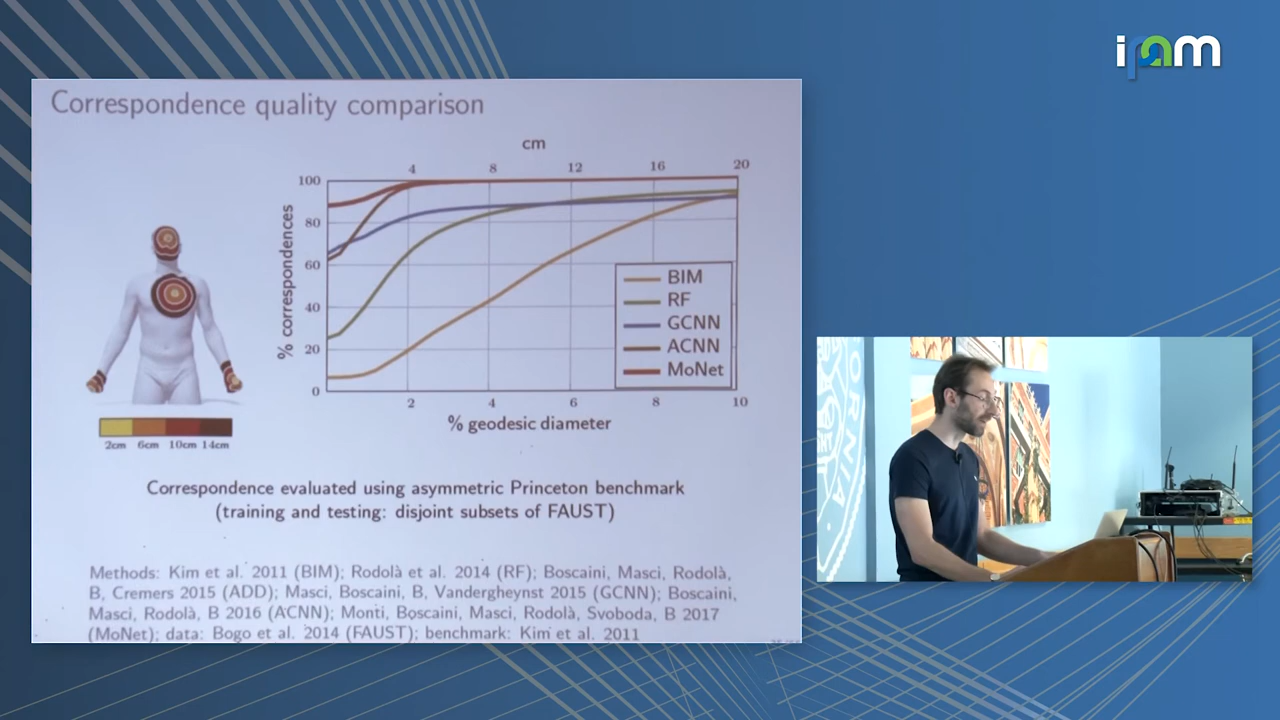 ipam
Correspondence quality comparison
cm
4 8 12 16 20
100
80
60
40
20
0
% correspondences
2 4 6 8 10
% geodesic diameter
BIM
RF
GCNN
ACNN
MoNet
2cm 6cm 10cm 14cm
Correspondence evaluated using asymmetric Princeton benchmark
(training and testing: disjoint subsets of FAUST)
Methods: Kim et al. 2011 (BIM); Rodolà et al. 2014 (RF); Boscaini, Masci, Rodolà,
B, Cremers 2015 (ADD); Masci, Boscaini, B, Vandergheynst 2015 (GCNN); Boscaini,
Masci, Rodolà, B 2016 (ACNN); Monti, Boscaini, Masci, Rodolà, Svoboda, B 2017
(MoNet); data: Bogo et al. 2014 (FAUST); benchmark: Kim et al. 2011
ORNIA